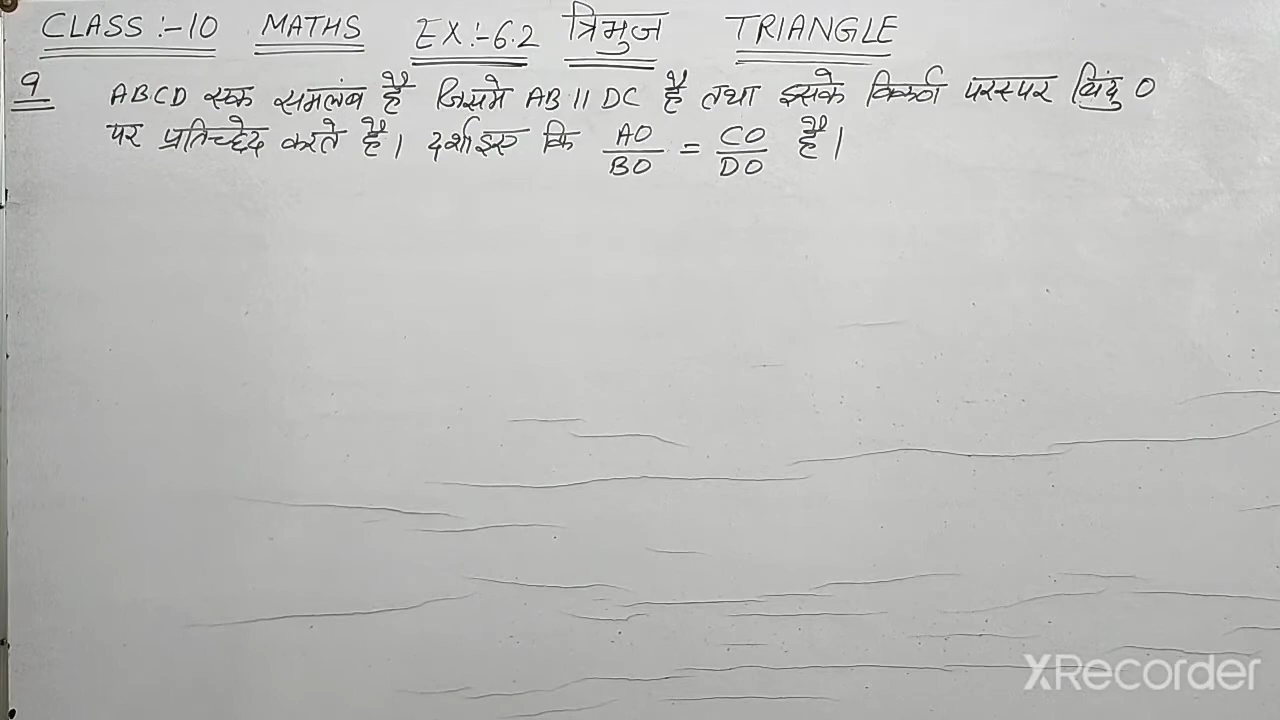 CLASS :- 10 MATHS EX :- 6.2 त्रिभुज TRIANGLE
9 ABCD एक समलंब है जिसमे AB || DC है तथा इसके विकर्ण परस्पर बिंदु O
पर प्रतिच्छेद करते है। दर्शाइए कि AO/BO = CO/DO है।
XRecorder